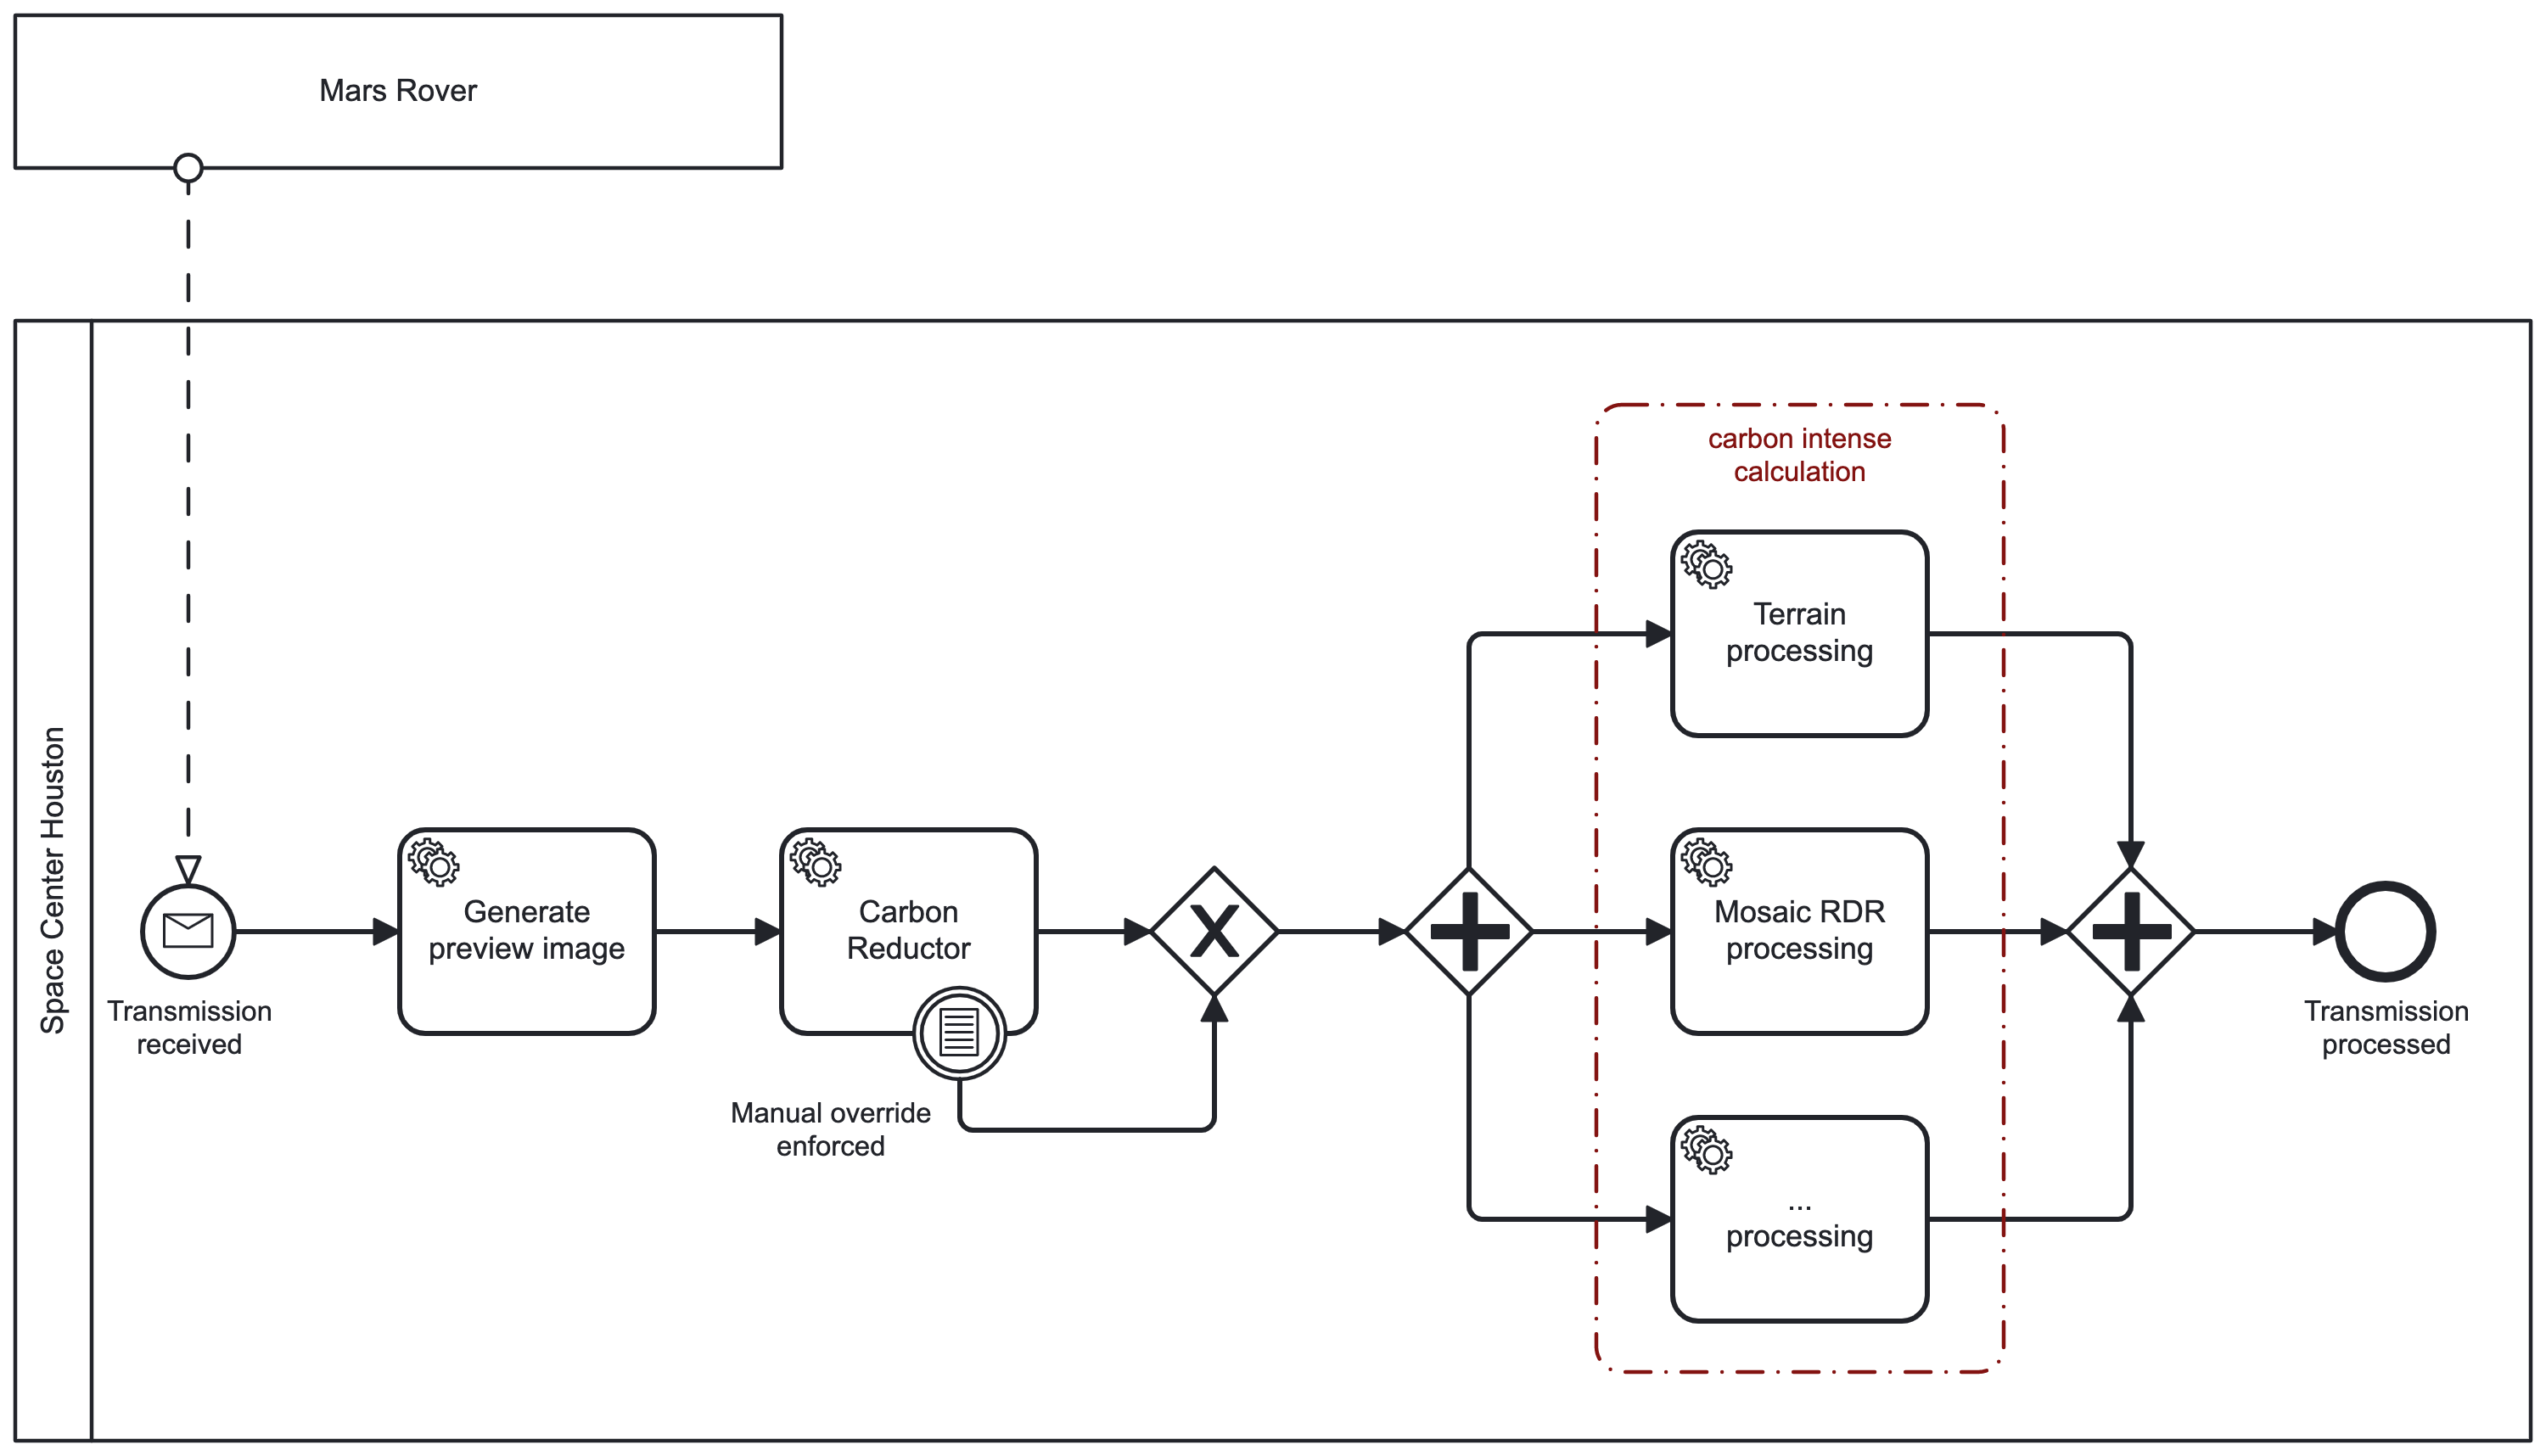 Mars Rover
Space Center Houston
carbon intense
calculation
Terrain
processing
Generate
preview image
Carbon
Reductor
X
Mosaic RDR
processing
Transmission
received
Transmission
processed
Manual override
enforced
...
processing